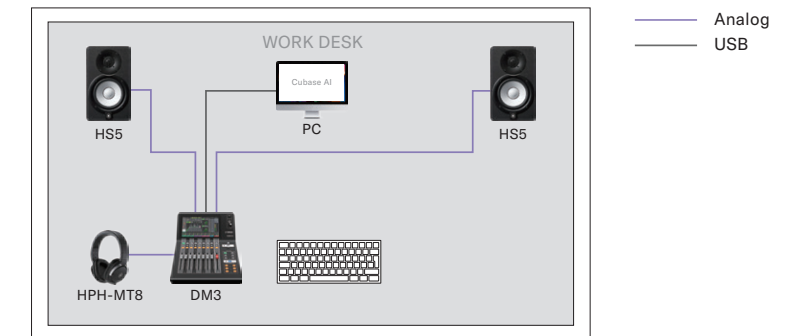 Analog
USB
WORK DESK
Cubase AI
PC
HS5
HS5
HPH-MT8
DM3